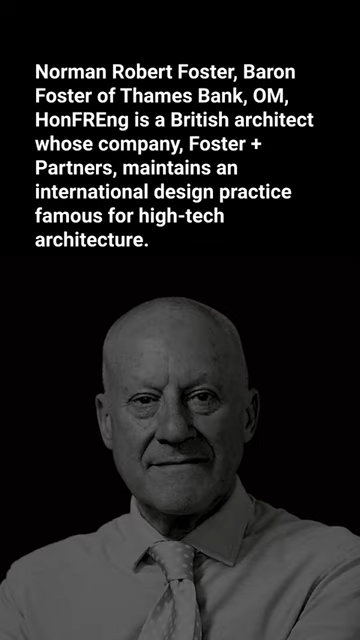 Norman Robert Foster, Baron
Foster of Thames Bank, OM,
HonFREng is a British architect
whose company, Foster +
Partners, maintains an
international design practice
famous for high-tech
architecture.